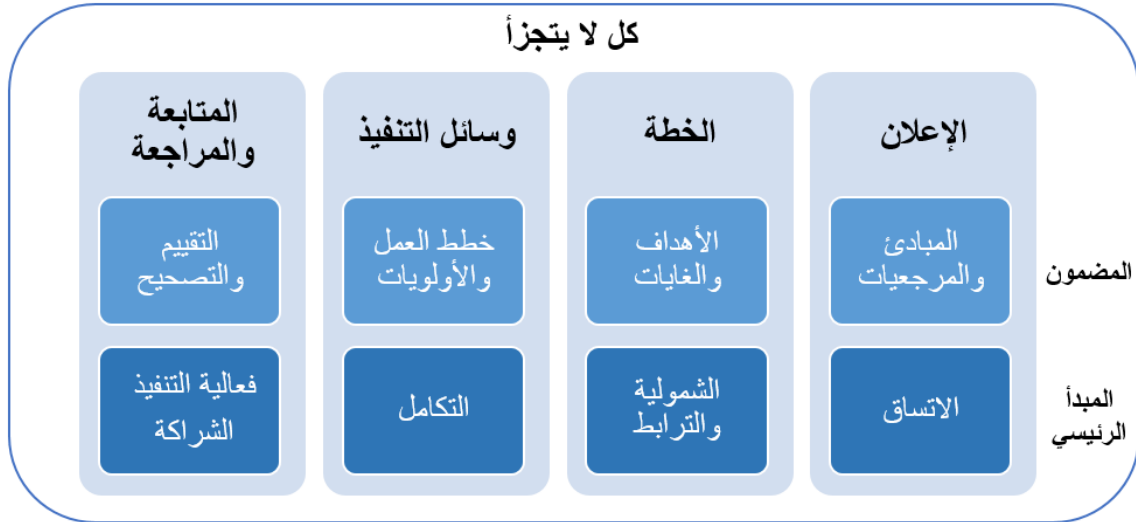 كل لا يتجزأ
الإعلان
الخطة
وسائل التنفيذ
المتابعة
والمراجعة
المضمون
المبادئ
والمرجعيات
الأهداف
والغايات
خطط العمل
والأولويات
التقييم
والتصحيح
المبدأ
الرئيسي
الاتساق
الشمولية
والترابط
التكامل
فعالية التنفيذ
الشراكة